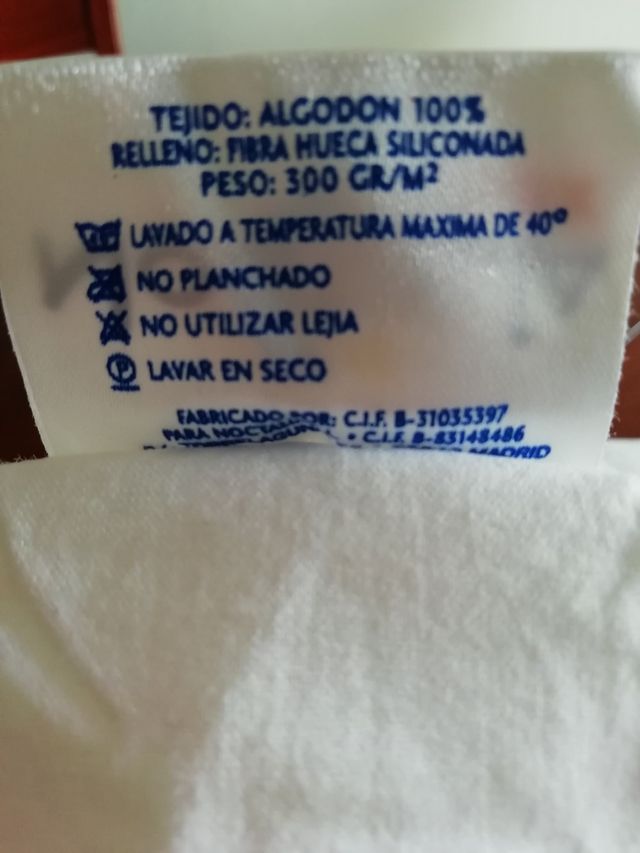 TEJIDO: ALGODON 100%
RELLENO: FIBRA HUECA SILICONADA
PESO: 300 GR/M²
LAVADO A TEMPERATURA MAXIMA DE 40º
NO PLANCHADO
NO UTILIZAR LEJIA
P LAVAR EN SECO
FABRICADO POR: C.I.F. B-31035397
PARA C.I.F. B-83148486
MADRID